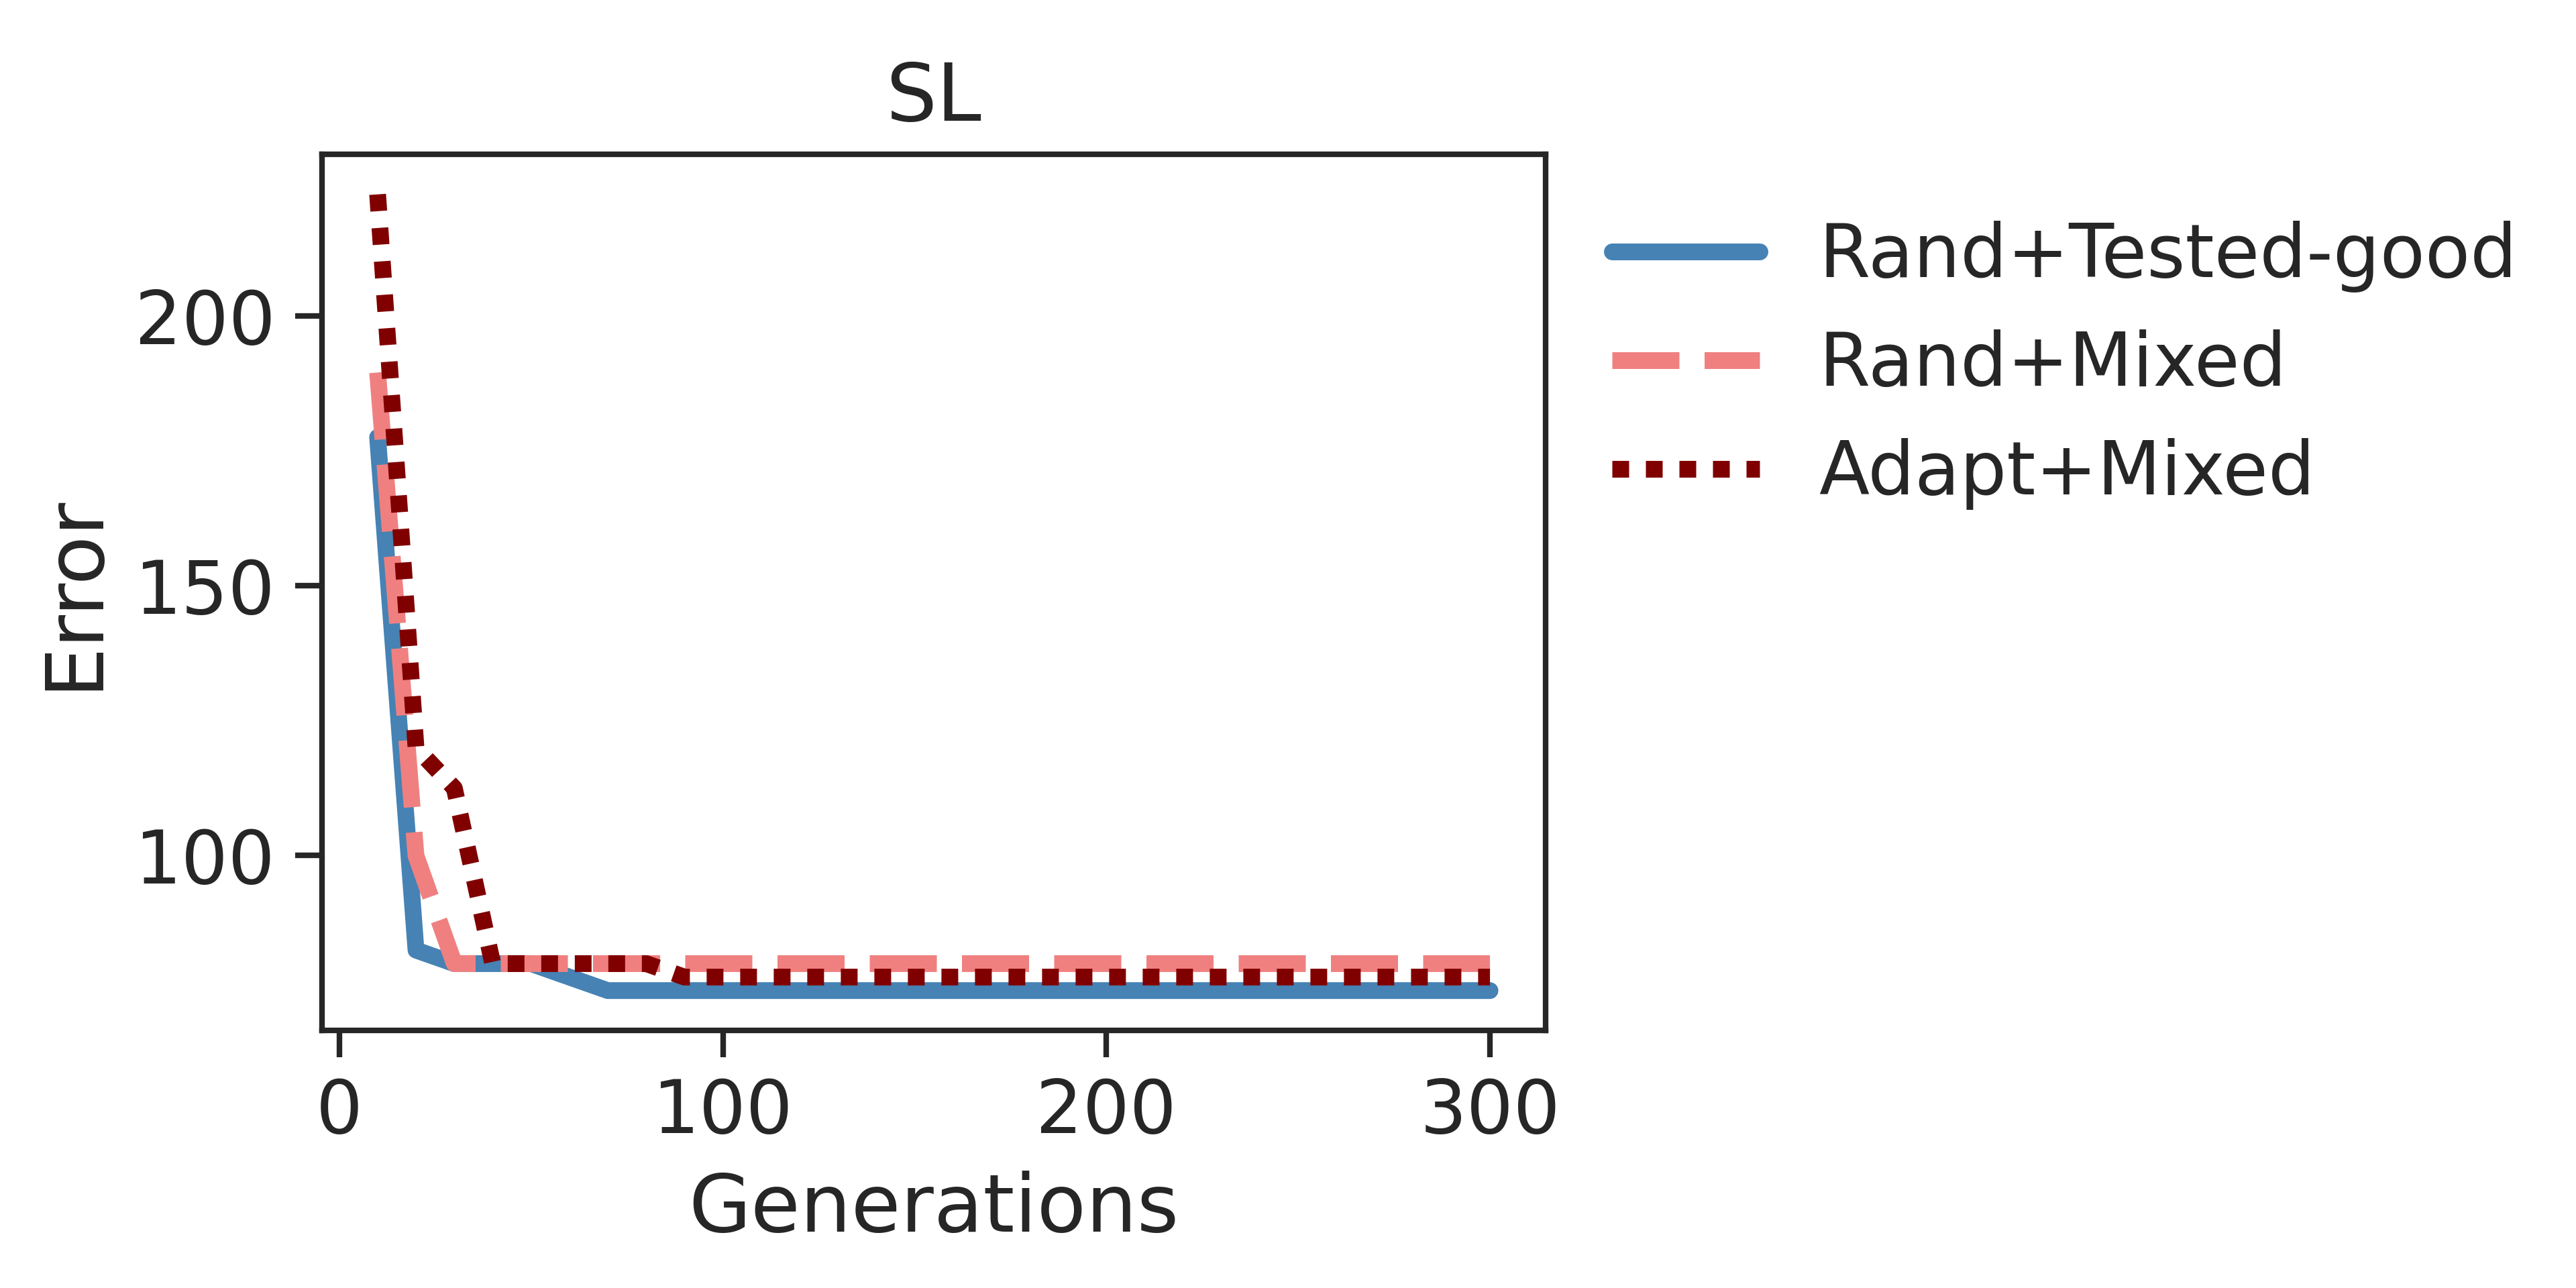 SL
Error
200
150
100
0 100 200 300
Generations
Rand+Tested-good
Rand+Mixed
Adapt+Mixed